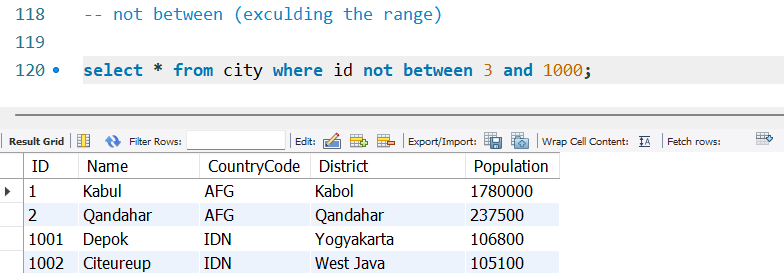 118 -- not between (exculding the range)
119
120 select * from city where id not between 3 and 1000;
Result Grid Filter Rows: Edit: Export/Import: Wrap Cell Content: IA Fetch rows:
ID Name CountryCode District Population
1 Kabul AFG Kabol 1780000
2 Qandahar AFG Qandahar 237500
1001 Depok IDN Yogyakarta 106800
1002 Citeureup IDN West Java 105100